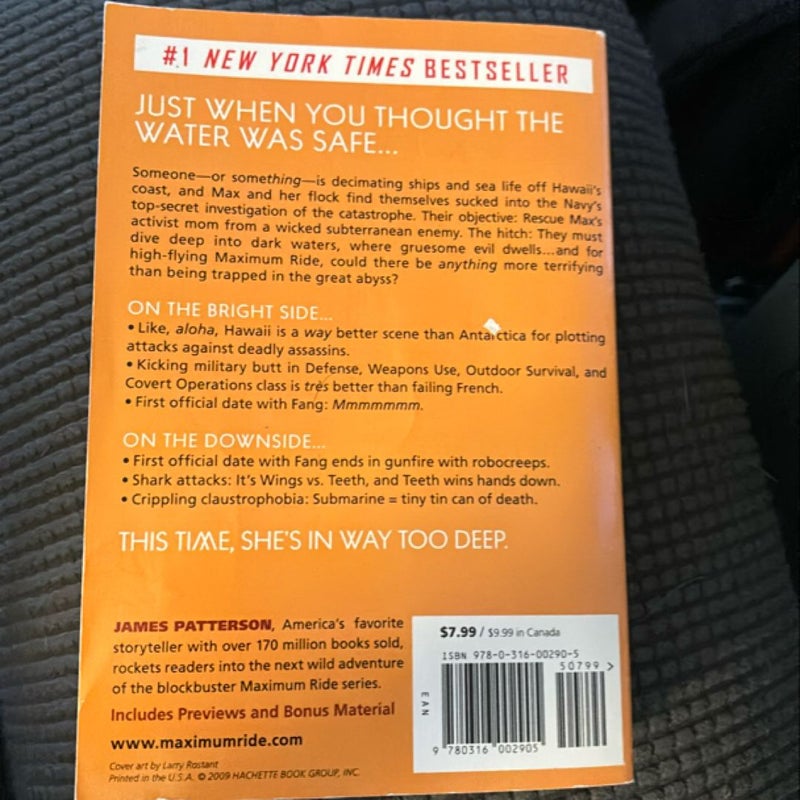 #1 NEW YORK TIMES BESTSELLER
JUST WHEN YOU THOUGHT THE
WATER WAS SAFE...
Someone—or something—is decimating ships and sea life off Hawaii's
coast, and Max and her flock find themselves sucked into the Navy's
top-secret investigation of the catastrophe. Their objective: Rescue Max's
activist mom from a wicked subterranean enemy. The hitch: They must
dive deep into dark waters, where gruesome evil dwells...and for
high-flying Maximum Ride, could there be anything more terrifying
than being trapped in the great abyss?
ON THE BRIGHT SIDE...
• Like, aloha, Hawaii is a way better scene than Antarctica for plotting
attacks against deadly assassins.
• Kicking military butt in Defense, Weapons Use, Outdoor Survival, and
Covert Operations class is très better than failing French.
• First official date with Fang: Mmmmmmm.
ON THE DOWNSIDE...
• First official date with Fang ends in gunfire with robocreeps.
• Shark attacks: It's Wings vs. Teeth, and Teeth wins hands down.
• Crippling claustrophobia: Submarine = tiny tin can of death.
THIS TIME, SHE'S IN WAY TOO DEEP.
JAMES PATTERSON, America's favorite
storyteller with over 170 million books sold,
rockets readers into the next wild adventure
of the blockbuster Maximum Ride series.
Includes Previews and Bonus Material
www.maximumride.com
Cover art by Larry Rostant
Printed in the U.S.A. © 2009 HACHETTE BOOK GROUP, INC.
$7.99 / $9.99 in Canada
ISBN 978-0-316-00290-5
50799 >
EAN
9 780316 002905